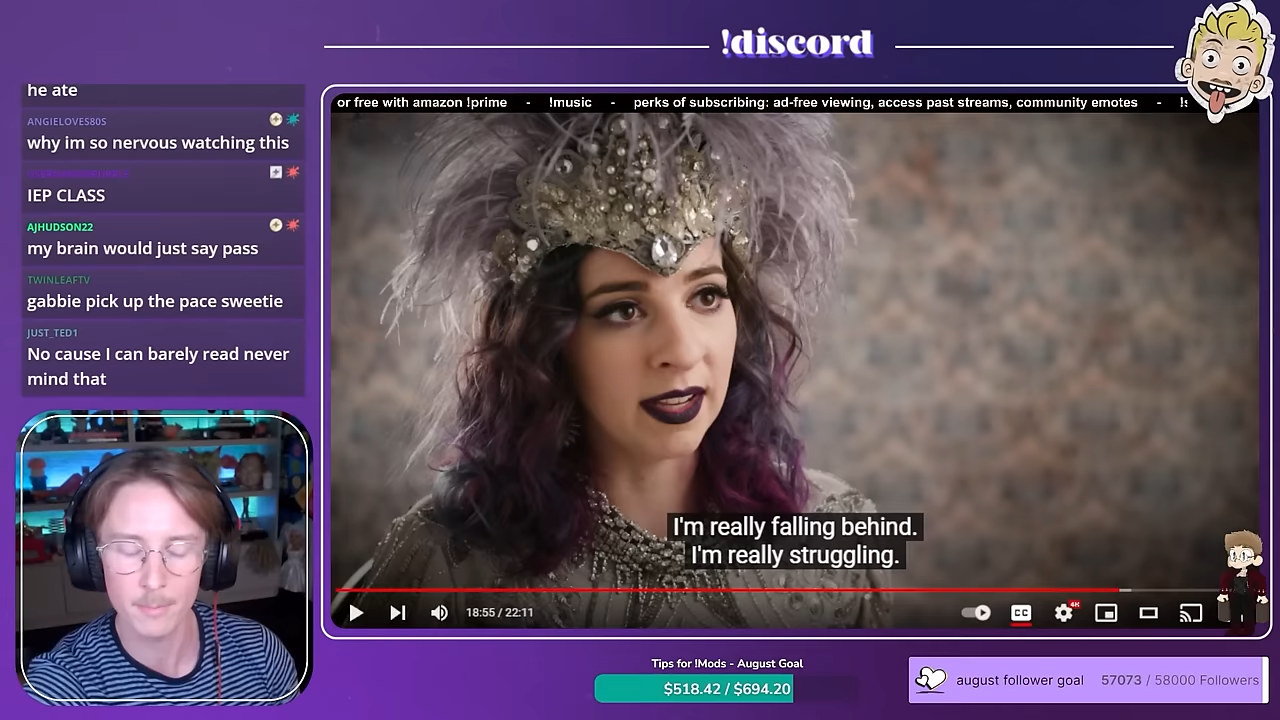 !discord
or free with amazon !prime - !music - perks of subscribing: ad-free viewing, access past streams, community emotes - !s
he ate
ANGIELOVES80S
why im so nervous watching this
IEP CLASS
AJHUDSON22
my brain would just say pass
TWINLEAFTV
gabbie pick up the pace sweetie
JUST_TED1
No cause I can barely read never
mind that
I'm really falling behind.
I'm really struggling.
18:55 / 22:11
CC
4K
Tips for !Mods - August Goal
$518.42 / $694.20
august follower goal 57073 / 58000 Followers